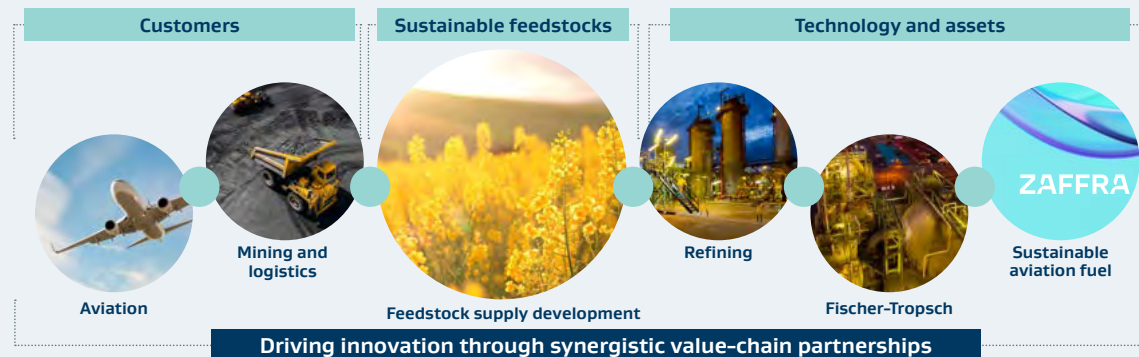 Customers
Sustainable feedstocks
Technology and assets
ZAFFRA
Mining and
logistics
Refining
Sustainable
aviation fuel
Aviation
Feedstock supply development
Fischer-Tropsch
Driving innovation through synergistic value-chain partnerships